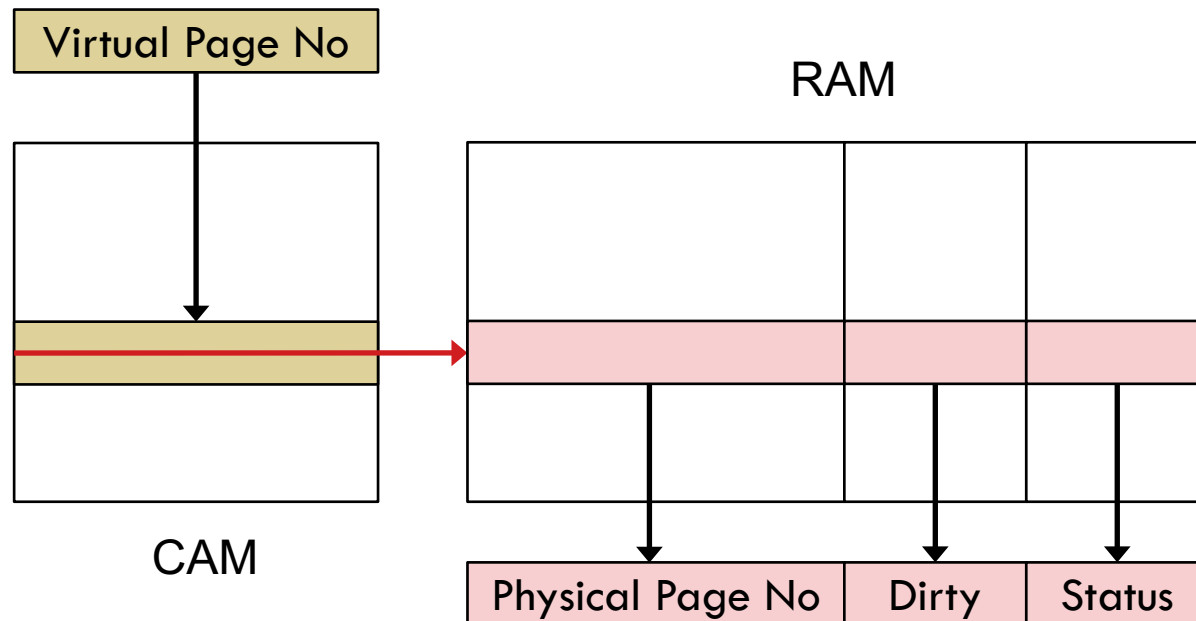 Virtual Page No
RAM
CAM
Physical Page No
Dirty
Status